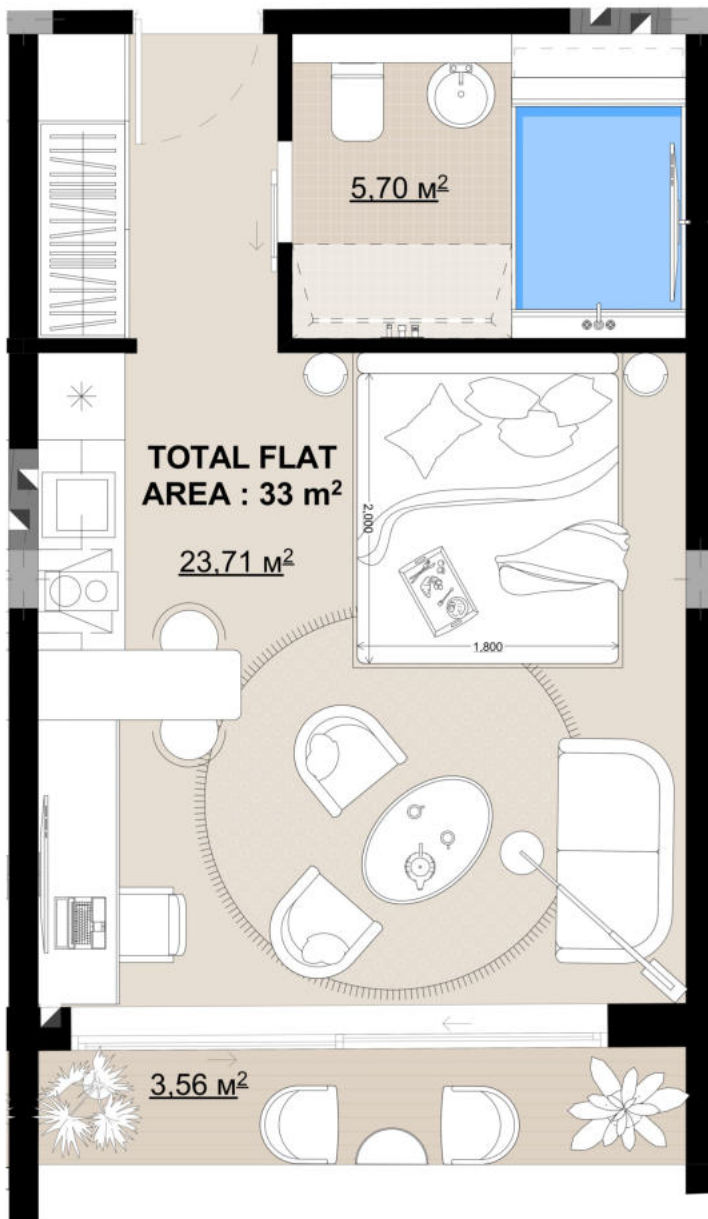 5,70 м²
TOTAL FLAT
AREA : 33 m²
23,71 м²
2,000
1,800
3,56 м²